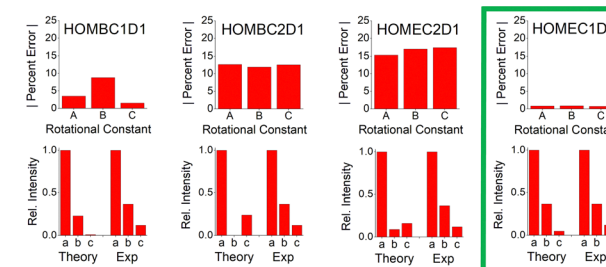 HOMBC1D1
| Percent Error |
25
20
15
10
5
0
A B C
Rotational Constant
HOMBC2D1
| Percent Error |
25
20
15
10
5
0
A B C
Rotational Constant
HOMEC2D1
| Percent Error |
25
20
15
10
5
0
A B C
Rotational Constant
HOMEC1D
| Percent Error |
25
20
15
10
5
0
A B C
Rotational Consta
Rel. Intensity
1.0
0.5
0.0
a b c a b c
Theory Exp
Rel. Intensity
1.0
0.5
0.0
a b c a b c
Theory Exp
Rel. Intensity
1.0
0.5
0.0
a b c a b c
Theory Exp
Rel. Intensity
1.0
0.5
0.0
a b c a b
Theory Exp